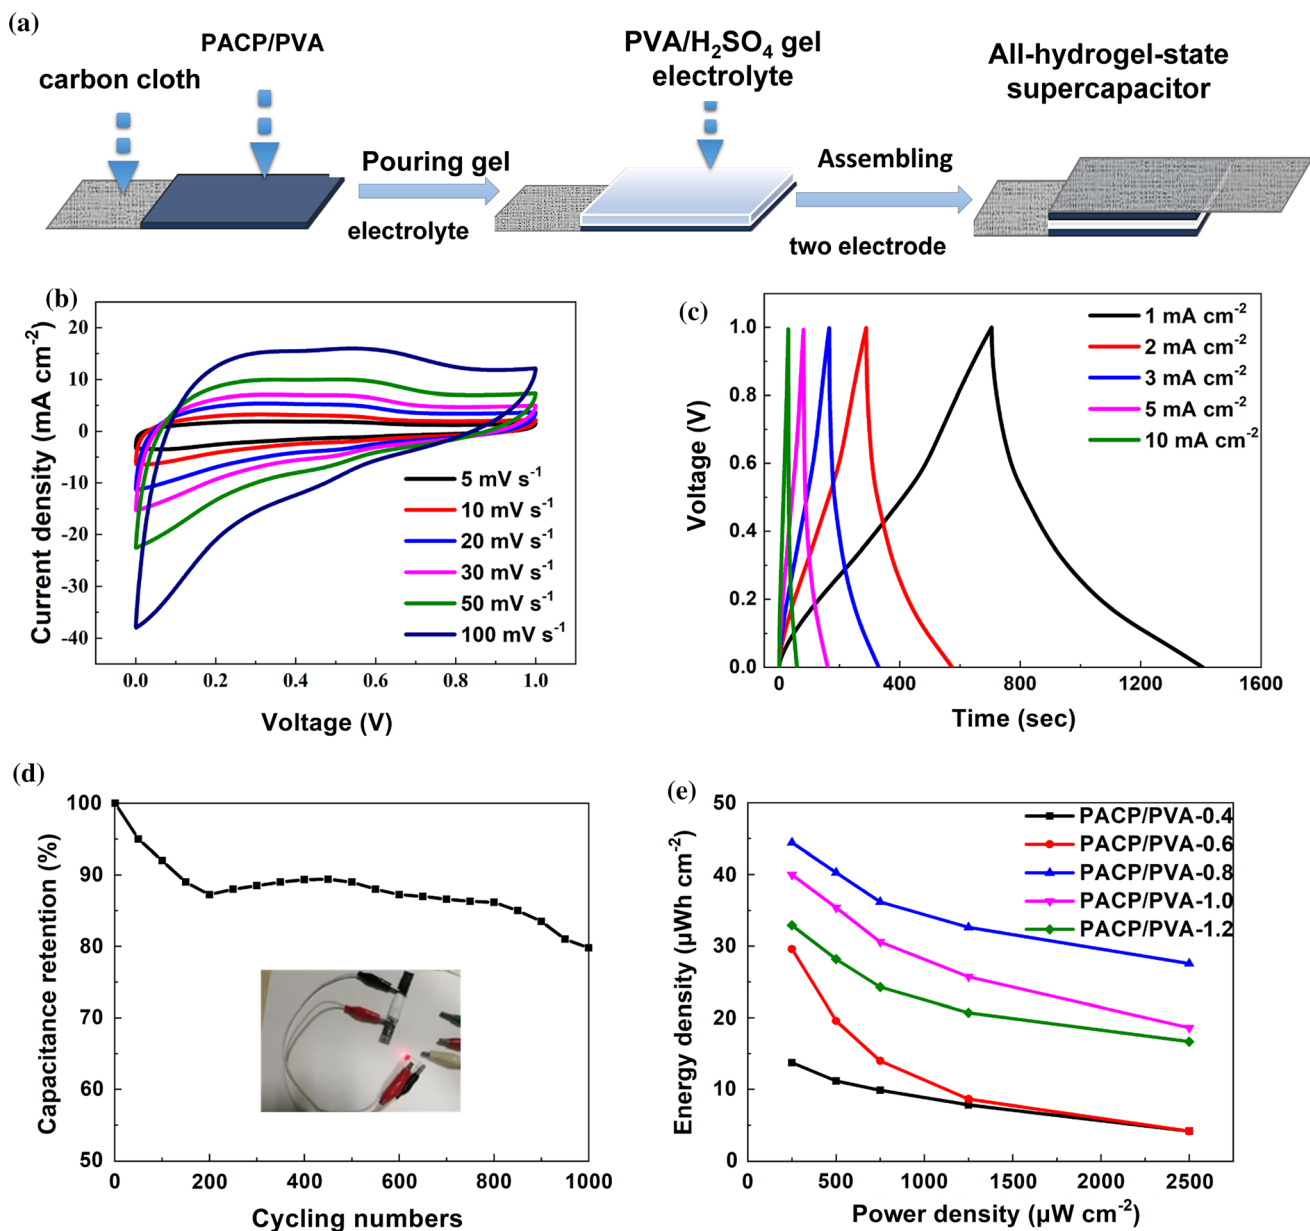 (a)
PACP/PVA
carbon cloth
Pouring gel
electrolyte
PVA/H₂SO₄ gel
electrolyte
Assembling
two electrode
All-hydrogel-state
supercapacitor
(b)
Current density (mA cm⁻²)
20
10
0
-10
-20
-30
-40
0.0 0.2 0.4 0.6 0.8 1.0
Voltage (V)
5 mV s⁻¹
10 mV s⁻¹
20 mV s⁻¹
30 mV s⁻¹
50 mV s⁻¹
100 mV s⁻¹
(c)
Voltage (V)
1.0
0.8
0.6
0.4
0.2
0.0
0 400 800 1200 1600
Time (sec)
1 mA cm⁻²
2 mA cm⁻²
3 mA cm⁻²
5 mA cm⁻²
10 mA cm⁻²
(d)
Capacitance retention (%)
100
90
80
70
60
50
0 200 400 600 800 1000
Cycling numbers
(e)
Energy density (µWh cm⁻²)
50
40
30
20
10
0
0 500 1000 1500 2000 2500
Power density (µW cm⁻²)
PACP/PVA-0.4
PACP/PVA-0.6
PACP/PVA-0.8
PACP/PVA-1.0
PACP/PVA-1.2